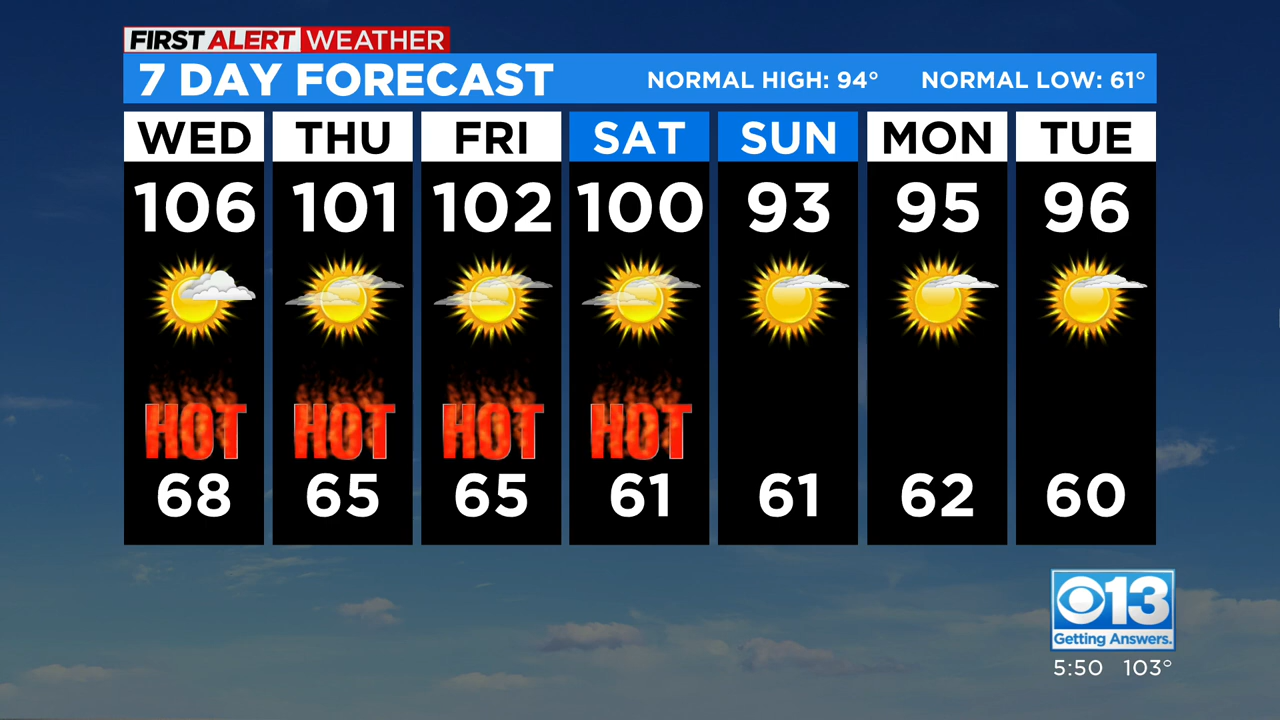 FIRST ALERT WEATHER
7 DAY FORECAST NORMAL HIGH: 94° NORMAL LOW: 61°
WED THU FRI SAT SUN MON TUE
106 101 102 100 93 95 96
HOT HOT HOT HOT
68 65 65 61 61 62 60
13
Getting Answers.
5:50 103°